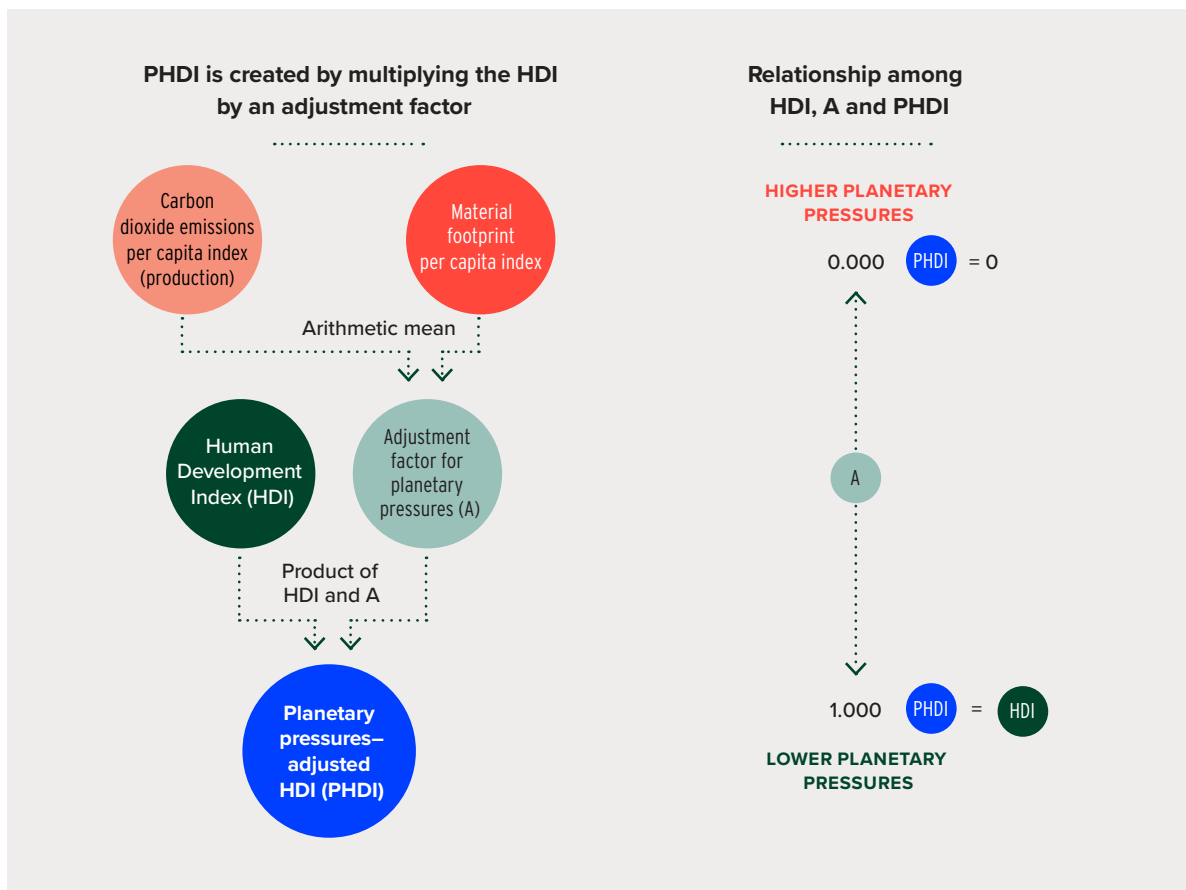 PHDI is created by multiplying the HDI
by an adjustment factor
Carbon
dioxide emissions
per capita index
(production)
Material
footprint
per capita index
Arithmetic mean
Human
Development
Index (HDI)
Adjustment
factor for
planetary
pressures (A)
Product of
HDI and A
Planetary
pressures–
adjusted
HDI (PHDI)
Relationship among
HDI, A and PHDI
HIGHER PLANETARY
PRESSURES
0.000 PHDI = 0
A
1.000 PHDI = HDI
LOWER PLANETARY
PRESSURES